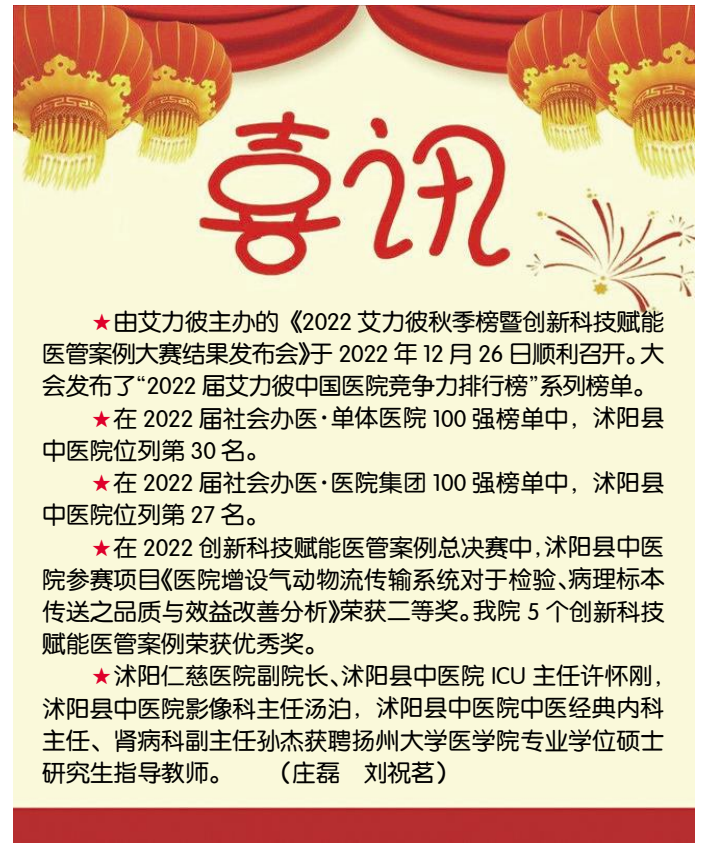 喜讯
★由艾力彼主办的《2022 艾力彼秋季榜暨创新科技赋能
医管案例大赛结果发布会》于 2022 年 12 月 26 日顺利召开。大
会发布了“2022 届艾力彼中国医院竞争力排行榜”系列榜单。
★在 2022 届社会办医·单体医院 100 强榜单中，沭阳县
中医院位列第 30 名。
★在 2022 届社会办医·医院集团 100 强榜单中，沭阳县
中医院位列第 27 名。
★在 2022 创新科技赋能医管案例总决赛中，沭阳县中医
院参赛项目《医院增设气动物流传输系统对于检验、病理标本
传送之品质与效益改善分析》荣获二等奖。我院 5 个创新科技
赋能医管案例荣获优秀奖。
★沭阳仁慈医院副院长、沭阳县中医院 ICU 主任许怀刚，
沭阳县中医院影像科主任汤泊，沭阳县中医院中医经典内科
主任、肾病科副主任孙杰获聘扬州大学医学院专业学位硕士
研究生指导教师。　（庄磊　刘祝茗）